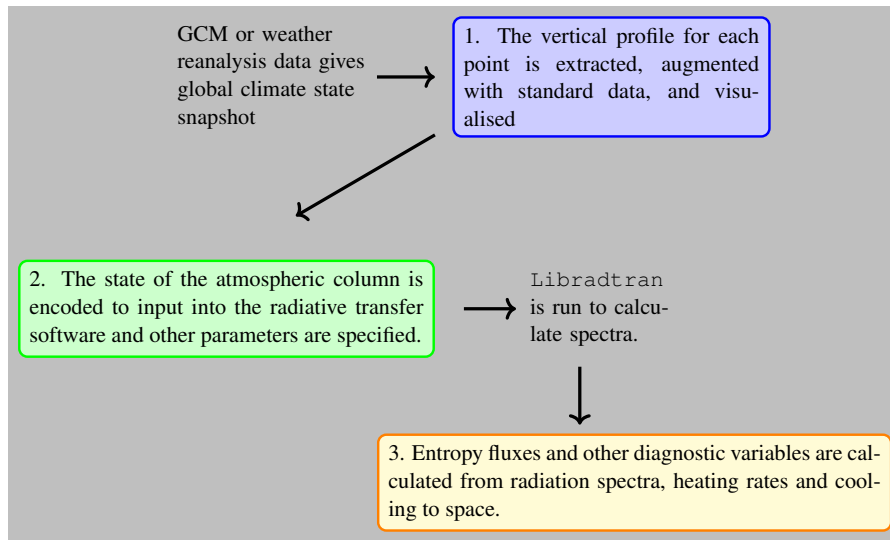 GCM or weather
reanalysis data gives
global climate state
snapshot
1. The vertical profile for each
point is extracted, augmented
with standard data, and visu-
alised
2. The state of the atmospheric column is
encoded to input into the radiative transfer
software and other parameters are specified.
Libradtran
is run to calcu-
late spectra.
3. Entropy fluxes and other diagnostic variables are cal-
culated from radiation spectra, heating rates and cool-
ing to space.